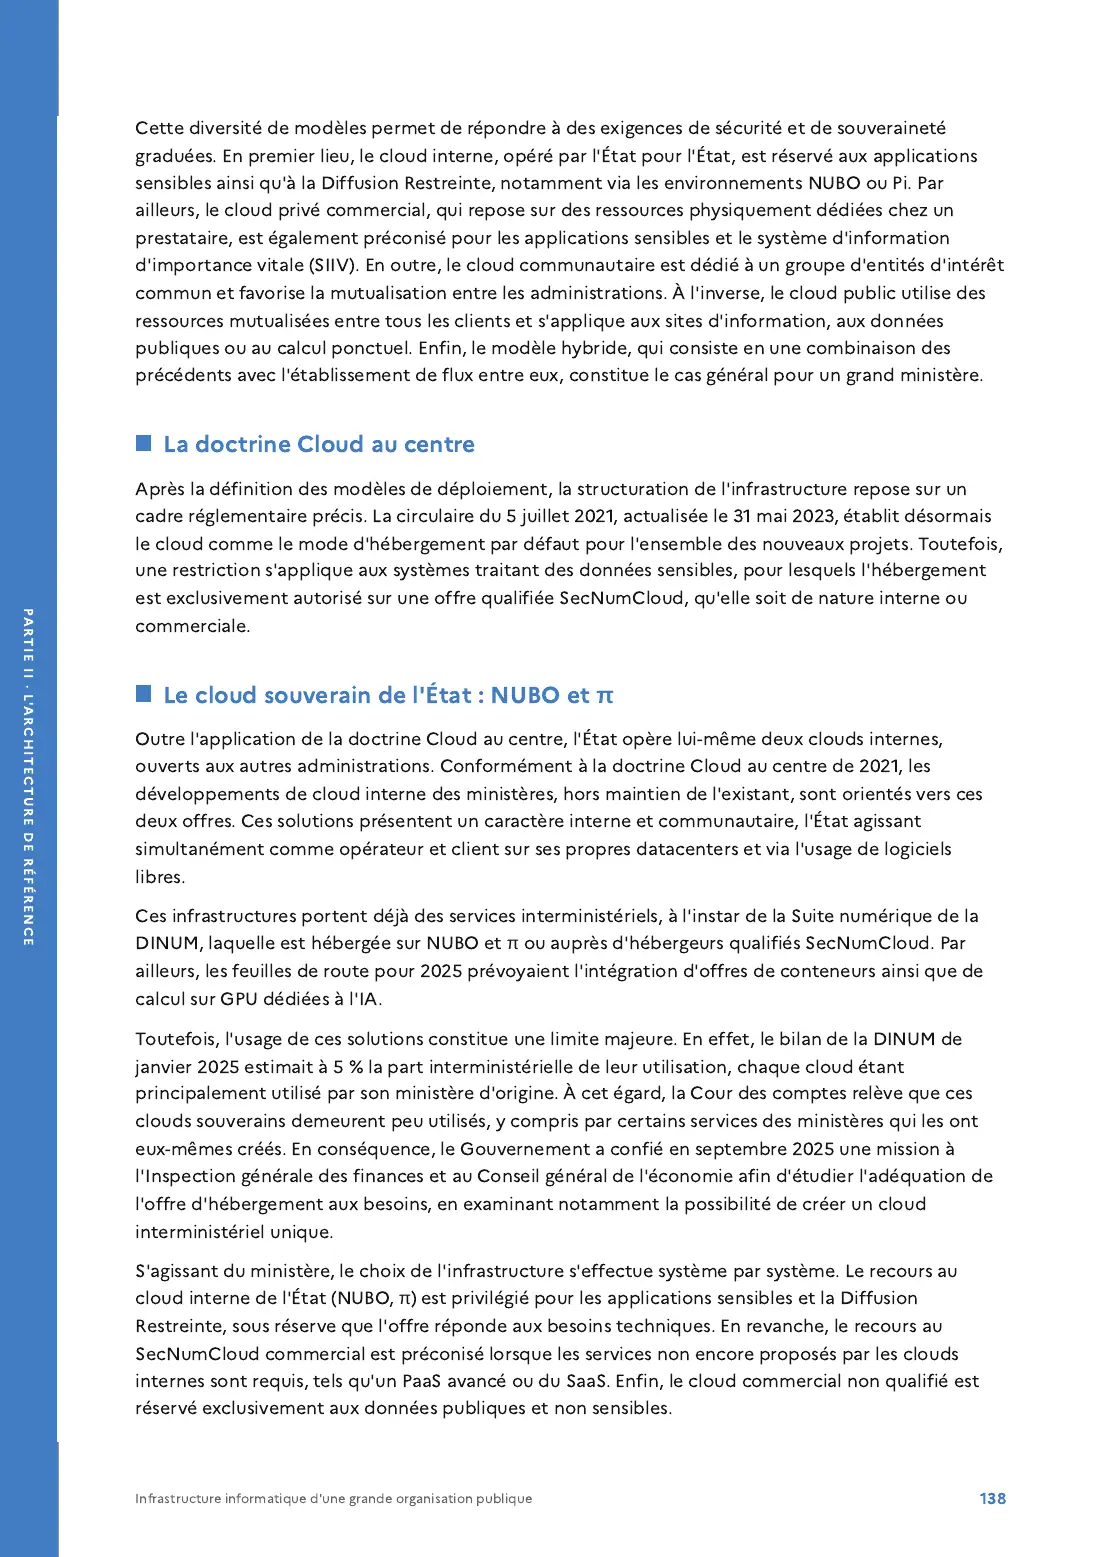 Cette diversité de modèles permet de répondre à des exigences de sécurité et de souveraineté
graduées. En premier lieu, le cloud interne, opéré par l'État pour l'État, est réservé aux applications
sensibles ainsi qu'à la Diffusion Restreinte, notamment via les environnements NUBO ou Pi. Par
ailleurs, le cloud privé commercial, qui repose sur des ressources physiquement dédiées chez un
prestataire, est également préconisé pour les applications sensibles et le système d'information
d'importance vitale (SIIV). En outre, le cloud communautaire est dédié à un groupe d'entités d'intérêt
commun et favorise la mutualisation entre les administrations. À l'inverse, le cloud public utilise des
ressources mutualisées entre tous les clients et s'applique aux sites d'information, aux données
publiques ou au calcul ponctuel. Enfin, le modèle hybride, qui consiste en une combinaison des
précédents avec l'établissement de flux entre eux, constitue le cas général pour un grand ministère.
■ La doctrine Cloud au centre
Après la définition des modèles de déploiement, la structuration de l'infrastructure repose sur un
cadre réglementaire précis. La circulaire du 5 juillet 2021, actualisée le 31 mai 2023, établit désormais
le cloud comme le mode d'hébergement par défaut pour l'ensemble des nouveaux projets. Toutefois,
une restriction s'applique aux systèmes traitant des données sensibles, pour lesquels l'hébergement
est exclusivement autorisé sur une offre qualifiée SecNumCloud, qu'elle soit de nature interne ou
commerciale.
■ Le cloud souverain de l'État : NUBO et π
Outre l'application de la doctrine Cloud au centre, l'État opère lui-même deux clouds internes,
ouverts aux autres administrations. Conformément à la doctrine Cloud au centre de 2021, les
développements de cloud interne des ministères, hors maintien de l'existant, sont orientés vers ces
deux offres. Ces solutions présentent un caractère interne et communautaire, l'État agissant
simultanément comme opérateur et client sur ses propres datacenters et via l'usage de logiciels
libres.
Ces infrastructures portent déjà des services interministériels, à l'instar de la Suite numérique de la
DINUM, laquelle est hébergée sur NUBO et π ou auprès d'hébergeurs qualifiés SecNumCloud. Par
ailleurs, les feuilles de route pour 2025 prévoyaient l'intégration d'offres de conteneurs ainsi que de
calcul sur GPU dédiées à l'IA.
Toutefois, l'usage de ces solutions constitue une limite majeure. En effet, le bilan de la DINUM de
janvier 2025 estimait à 5 % la part interministérielle de leur utilisation, chaque cloud étant
principalement utilisé par son ministère d'origine. À cet égard, la Cour des comptes relève que ces
clouds souverains demeurent peu utilisés, y compris par certains services des ministères qui les ont
eux-mêmes créés. En conséquence, le Gouvernement a confié en septembre 2025 une mission à
l'Inspection générale des finances et au Conseil général de l'économie afin d'étudier l'adéquation de
l'offre d'hébergement aux besoins, en examinant notamment la possibilité de créer un cloud
interministériel unique.
S'agissant du ministère, le choix de l'infrastructure s'effectue système par système. Le recours au
cloud interne de l'État (NUBO, π) est privilégié pour les applications sensibles et la Diffusion
Restreinte, sous réserve que l'offre réponde aux besoins techniques. En revanche, le recours au
SecNumCloud commercial est préconisé lorsque les services non encore proposés par les clouds
internes sont requis, tels qu'un PaaS avancé ou du SaaS. Enfin, le cloud commercial non qualifié est
réservé exclusivement aux données publiques et non sensibles.
PARTIE II · L'ARCHITECTURE DE RÉFÉRENCE
Infrastructure informatique d'une grande organisation publique
138